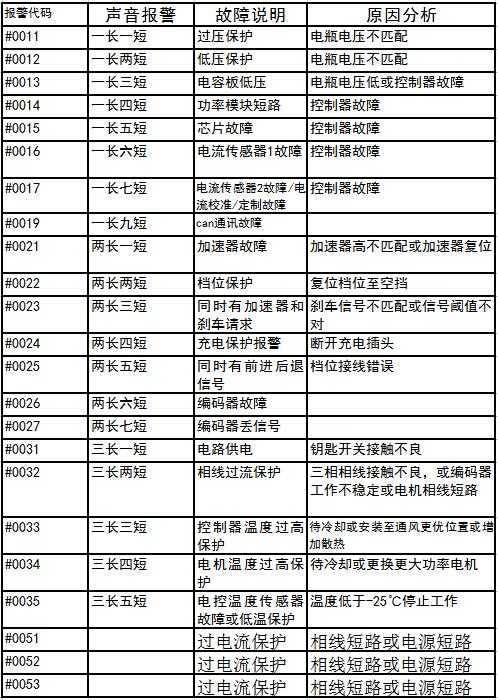 报警代码 声音报警 故障说明 原因分析
#0011 一长一短 过压保护 电瓶电压不匹配
#0012 一长两短 低压保护 电瓶电压不匹配
#0013 一长三短 电容板低压 电瓶电压低或控制器故障
#0014 一长四短 功率模块短路 控制器故障
#0015 一长五短 芯片故障 控制器故障
#0016 一长六短 电流传感器1故障 控制器故障
#0017 一长七短 电流传感器2故障/电 控制器故障
流校准/定制故障
#0019 一长九短 can通讯故障
#0021 两长一短 加速器故障 加速器高不匹配或加速器复位
#0022 两长两短 档位保护 复位档位至空挡
#0023 两长三短 同时有加速器和 刹车信号不匹配或信号阈值不
刹车请求 对
#0024 两长四短 充电保护报警 断开充电插头
#0025 两长五短 同时有前进后退 档位接线错误
信号
#0026 两长六短 编码器故障
#0027 两长七短 编码器丢信号
#0031 三长一短 电路供电 钥匙开关接触不良
#0032 三长两短 相线过流保护 三相相线接触不良，或编码器
工作不稳定或电机相线短路
#0033 三长三短 控制器温度过高 待冷却或安装至通风更优位置或增
保护 加散热
#0034 三长四短 电机温度过高保 待冷却或更换更大功率电机
护
#0035 三长五短 电控温度传感器 温度低于-25℃停止工作
故障或低温保护
#0051 过电流保护 相线短路或电源短路
#0052 过电流保护 相线短路或电源短路
#0053 过电流保护 相线短路或电源短路